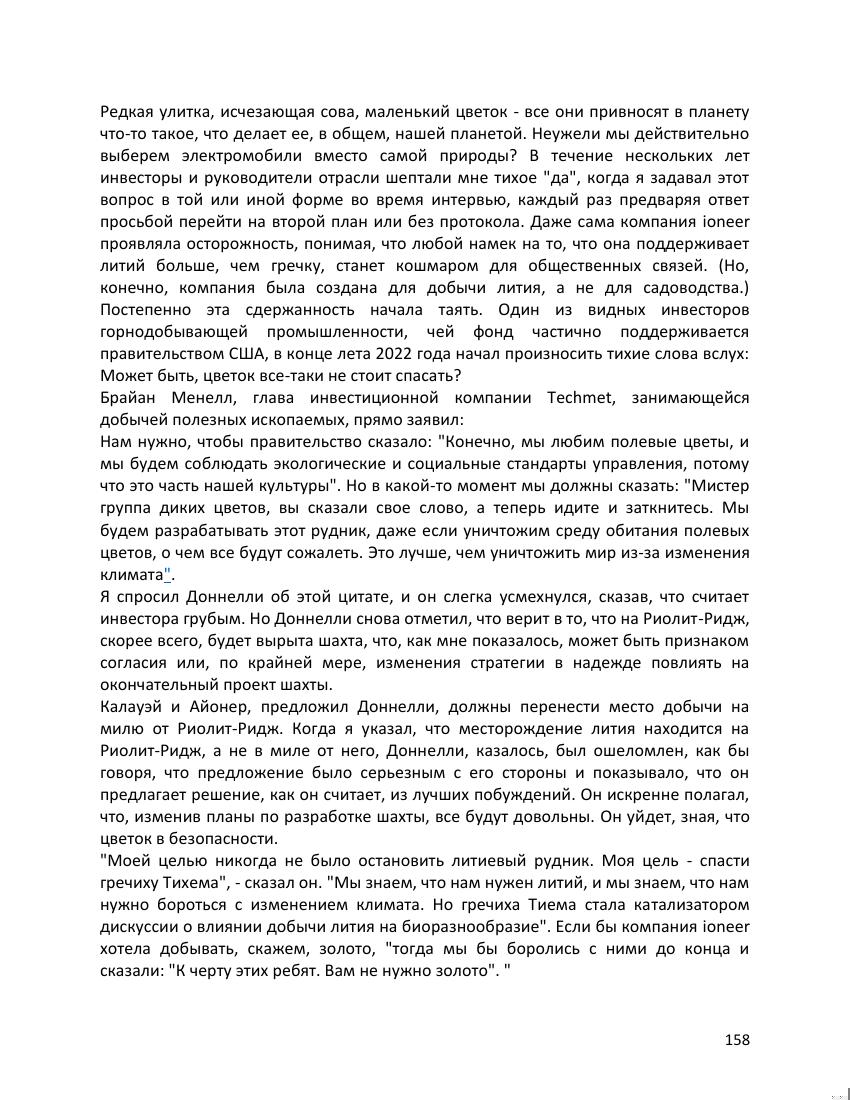 Редкая улитка, исчезающая сова, маленький цветок - все они привносят в планету
что-то такое, что делает ее, в общем, нашей планетой. Неужели мы действительно
выберем электромобили вместо самой природы? В течение нескольких лет
инвесторы и руководители отрасли шептали мне тихое "да", когда я задавал этот
вопрос в той или иной форме во время интервью, каждый раз предваряя ответ
просьбой перейти на второй план или без протокола. Даже сама компания ioneer
проявляла осторожность, понимая, что любой намек на то, что она поддерживает
литий больше, чем гречку, станет кошмаром для общественных связей. (Но,
конечно, компания была создана для добычи лития, а не для садоводства.)
Постепенно эта сдержанность начала таять. Один из видных инвесторов
горнодобывающей промышленности, чей фонд частично поддерживается
правительством США, в конце лета 2022 года начал произносить тихие слова вслух:
Может быть, цветок все-таки не стоит спасать?
Брайан Менелл, глава инвестиционной компании Techmet, занимающейся
добычей полезных ископаемых, прямо заявил:
Нам нужно, чтобы правительство сказало: "Конечно, мы любим полевые цветы, и
мы будем соблюдать экологические и социальные стандарты управления, потому
что это часть нашей культуры". Но в какой-то момент мы должны сказать: "Мистер
группа диких цветов, вы сказали свое слово, а теперь идите и заткнитесь. Мы
будем разрабатывать этот рудник, даже если уничтожим среду обитания полевых
цветов, о чем все будут сожалеть. Это лучше, чем уничтожить мир из-за изменения
климата".
Я спросил Доннелли об этой цитате, и он слегка усмехнулся, сказав, что считает
инвестора грубым. Но Доннелли снова отметил, что верит в то, что на Риолит-Ридж,
скорее всего, будет вырыта шахта, что, как мне показалось, может быть признаком
согласия или, по крайней мере, изменения стратегии в надежде повлиять на
окончательный проект шахты.
Калауэй и Айонер, предложил Доннелли, должны перенести место добычи на
милю от Риолит-Ридж. Когда я указал, что месторождение лития находится на
Риолит-Ридж, а не в миле от него, Доннелли, казалось, был ошеломлен, как бы
говоря, что предложение было серьезным с его стороны и показывало, что он
предлагает решение, как он считает, из лучших побуждений. Он искренне полагал,
что, изменив планы по разработке шахты, все будут довольны. Он уйдет, зная, что
цветок в безопасности.
"Моей целью никогда не было остановить литиевый рудник. Моя цель - спасти
гречиху Тихема", - сказал он. "Мы знаем, что нам нужен литий, и мы знаем, что нам
нужно бороться с изменением климата. Но гречиха Тиема стала катализатором
дискуссии о влиянии добычи лития на биоразнообразие". Если бы компания ioneer
хотела добывать, скажем, золото, "тогда мы бы боролись с ними до конца и
сказали: "К черту этих ребят. Вам не нужно золото". "
158